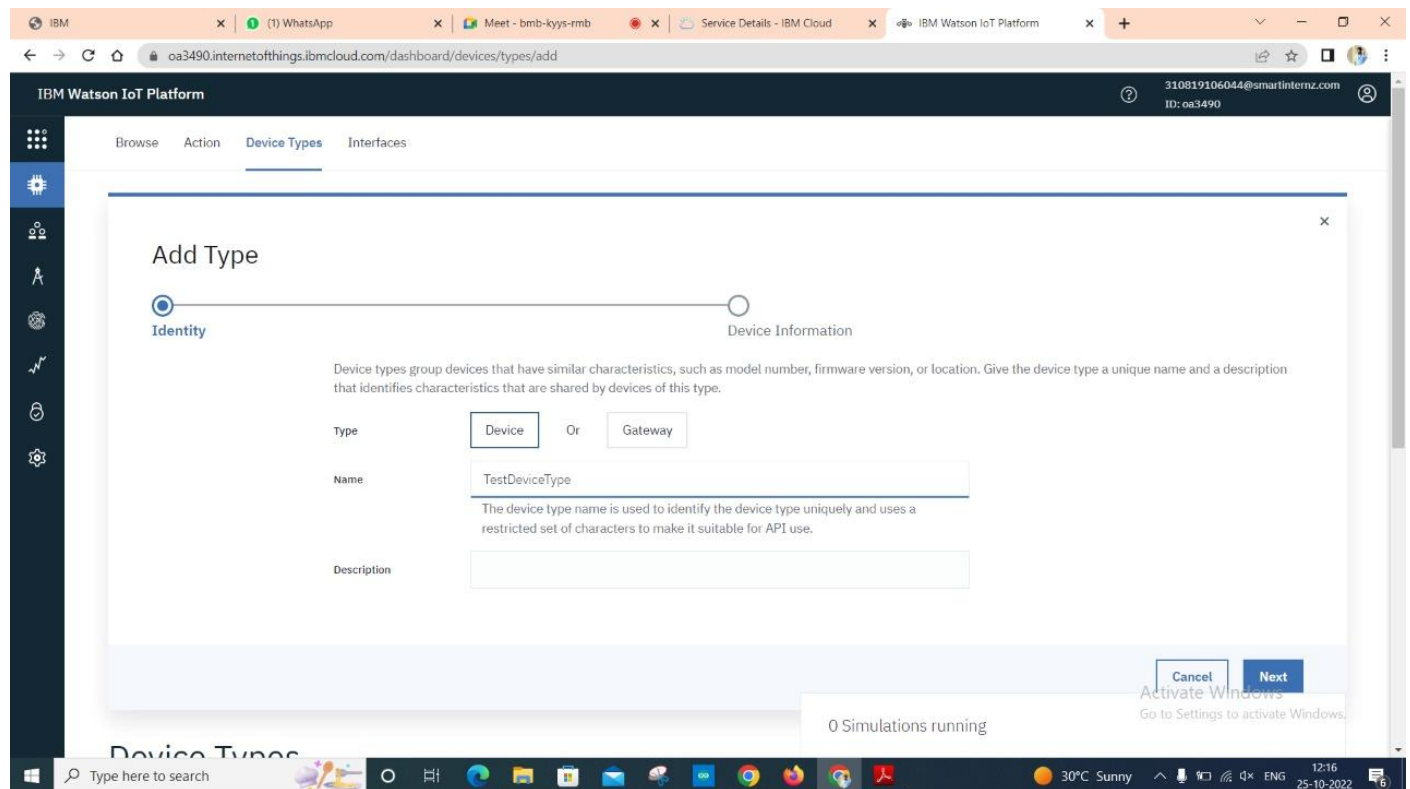 IBM
(1) WhatsApp
Meet - bmb-kyys-rmb
Service Details - IBM Cloud
IBM Watson IoT Platform
oa3490.internetofthings.ibmcloud.com/dashboard/devices/types/add
IBM Watson IoT Platform
310819106044@smartinternz.com
ID: oa3490
Browse Action Device Types Interfaces
Add Type
Identity
Device Information
Device types group devices that have similar characteristics, such as model number, firmware version, or location. Give the device type a unique name and a description
that identifies characteristics that are shared by devices of this type.
Type Device Or Gateway
Name TestDeviceType
The device type name is used to identify the device type uniquely and uses a
restricted set of characters to make it suitable for API use.
Description
Cancel Next
Activate Windows
Go to Settings to activate Windows.
0 Simulations running
Device Types
Type here to search
30°C Sunny
ENG
12:16
25-10-2022
6